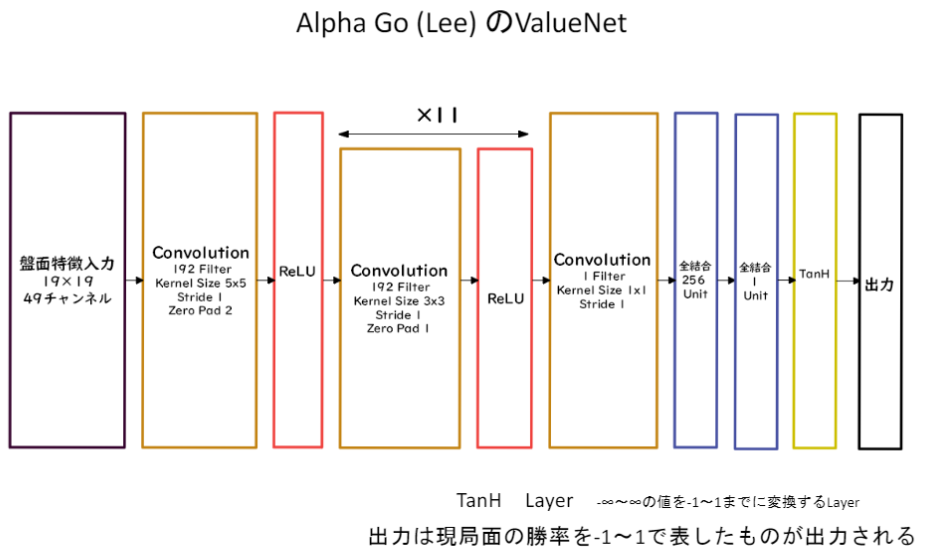 Alpha Go (Lee) のValueNet
×11
盤面特徴入力
19×19
49チャンネル
Convolution
192 Filter
Kernel Size 5x5
Stride 1
Zero Pad 2
ReLU
Convolution
192 Filter
Kernel Size 3x3
Stride 1
Zero Pad 1
ReLU
Convolution
1 Filter
Kernel Size 1x1
Stride 1
全結合
256
Unit
全結合
1
Unit
TanH
出力
TanH Layer -∞～∞の値を-1～1までに変換するLayer
出力は現局面の勝率を-1～1で表したものが出力される